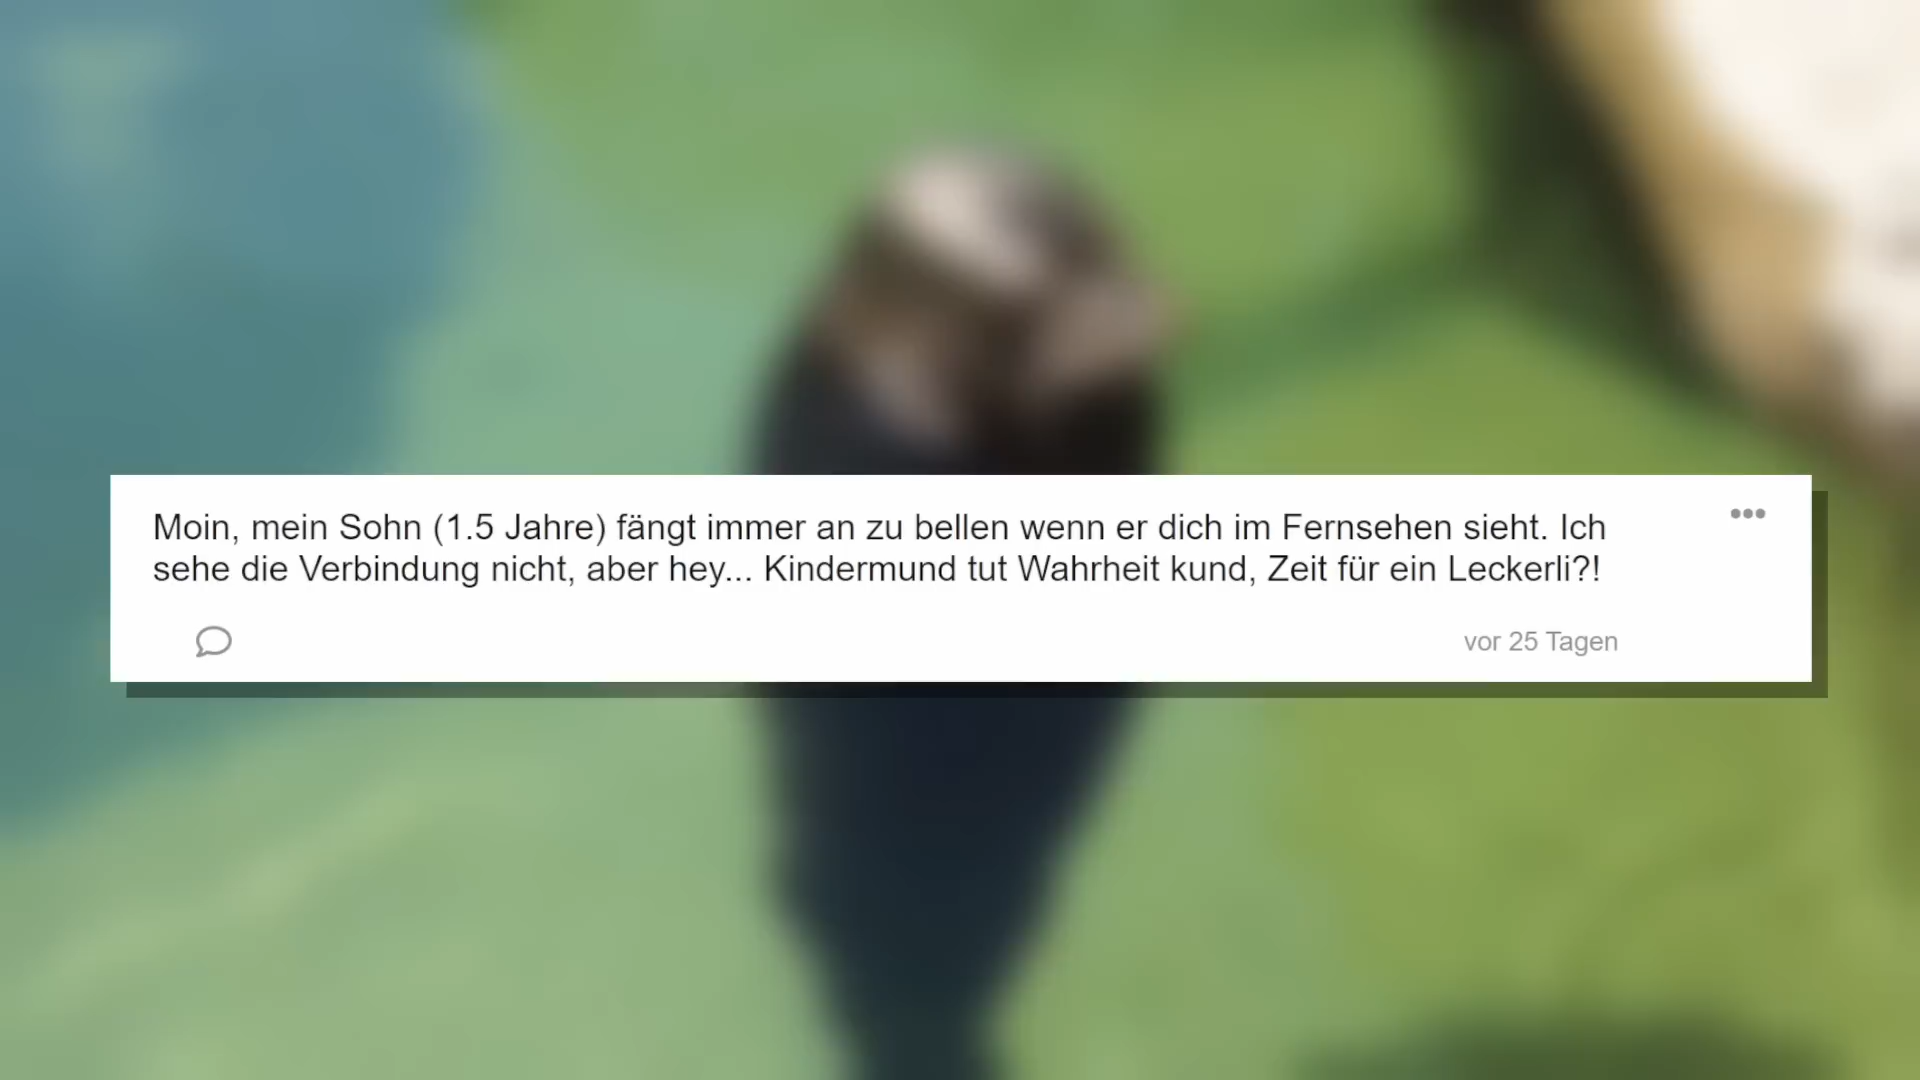 Moin, mein Sohn (1.5 Jahre) fängt immer an zu bellen wenn er dich im Fernsehen sieht. Ich
sehe die Verbindung nicht, aber hey... Kindermund tut Wahrheit kund, Zeit für ein Leckerli?!
vor 25 Tagen